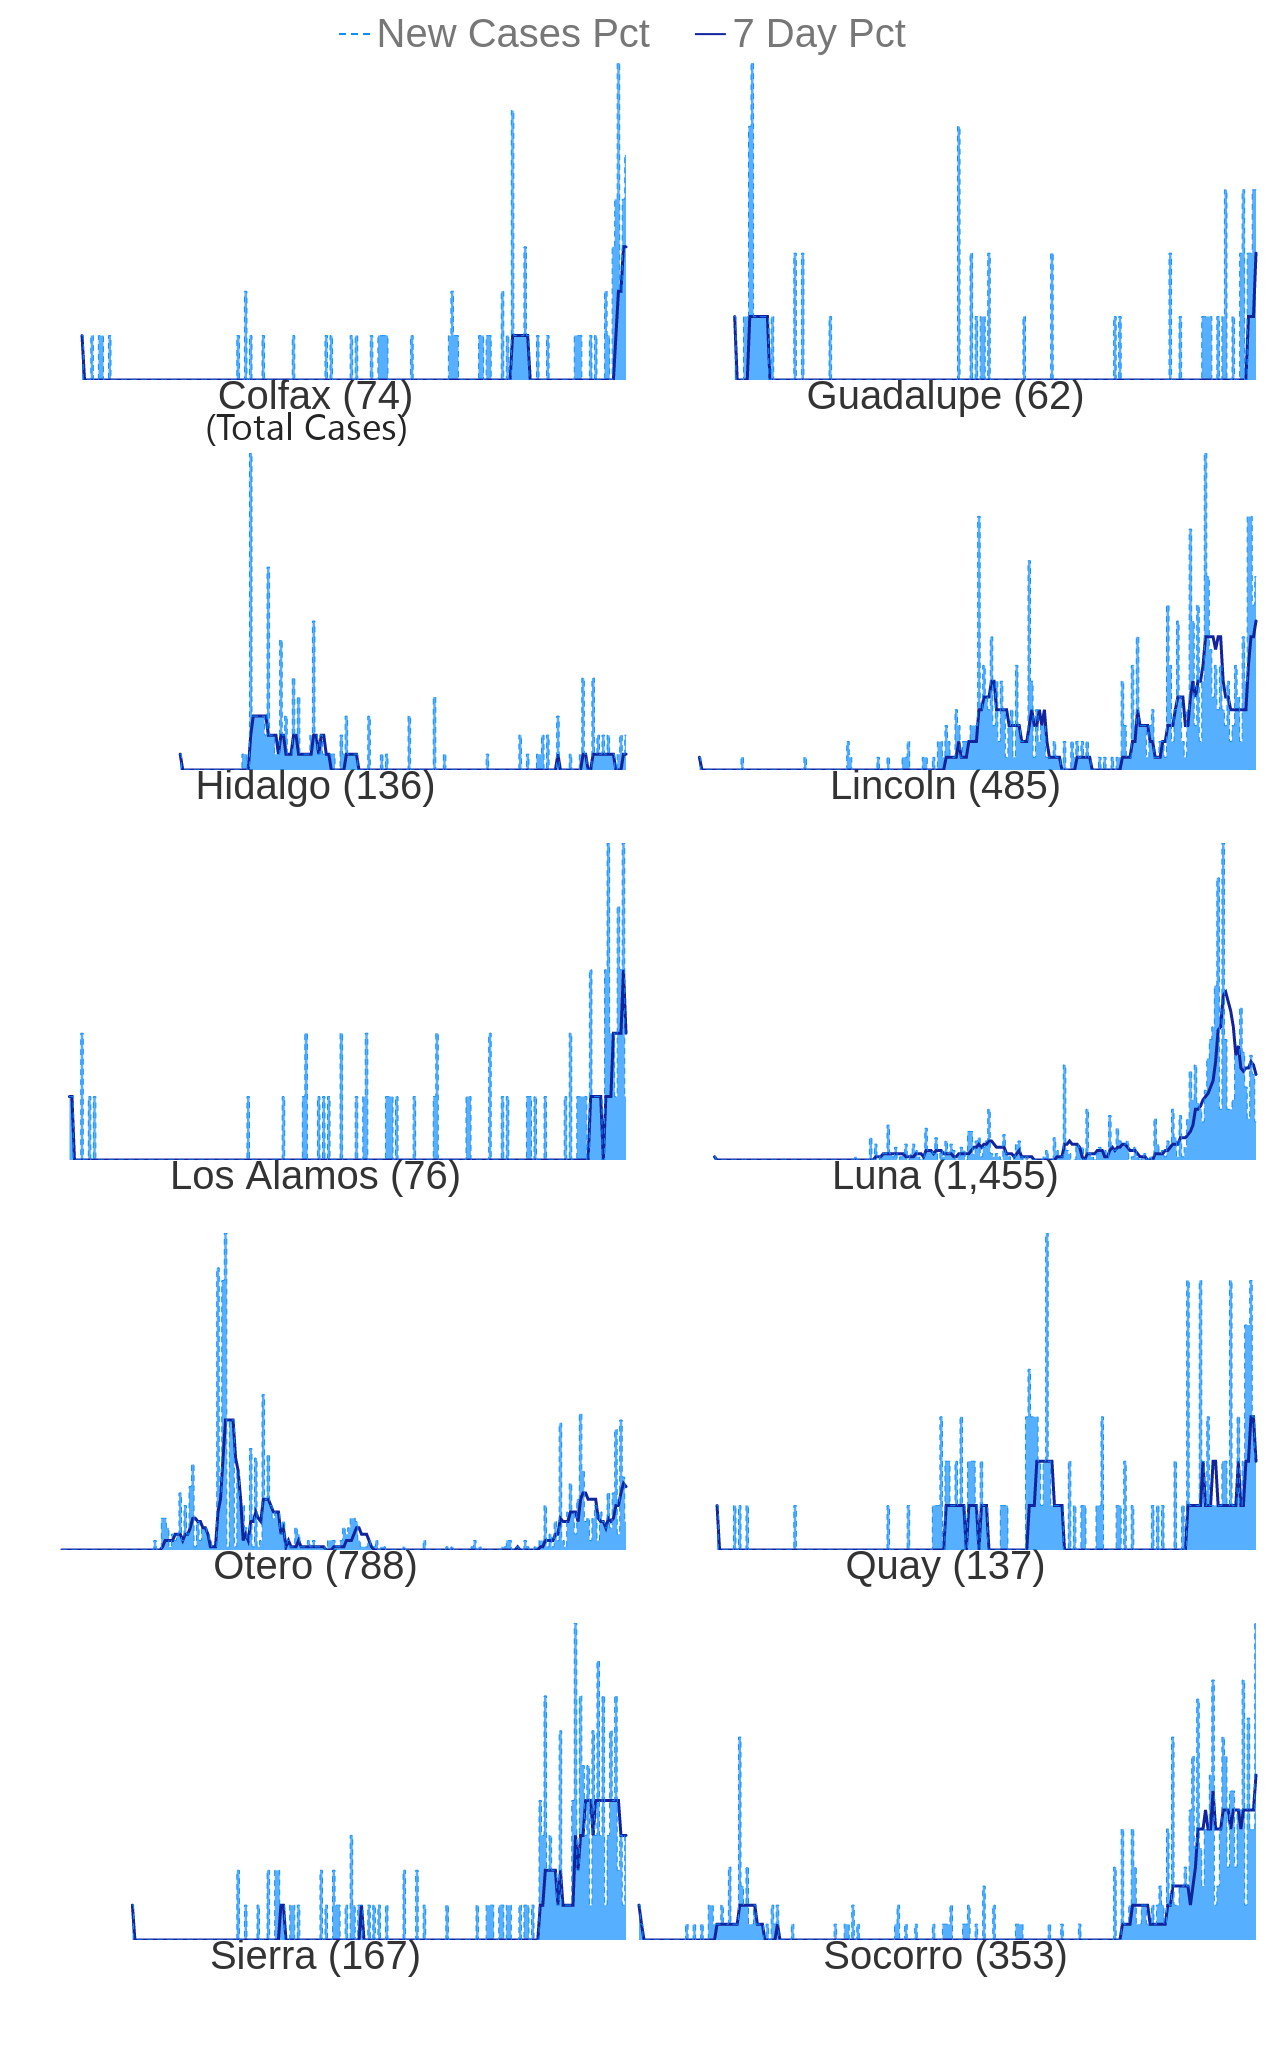 New Cases Pct 7 Day Pct
Colfax (74) Guadalupe (62)
(Total Cases)
Hidalgo (136) Lincoln (485)
Los Alamos (76) Luna (1,455)
Otero (788) Quay (137)
Sierra (167) Socorro (353)